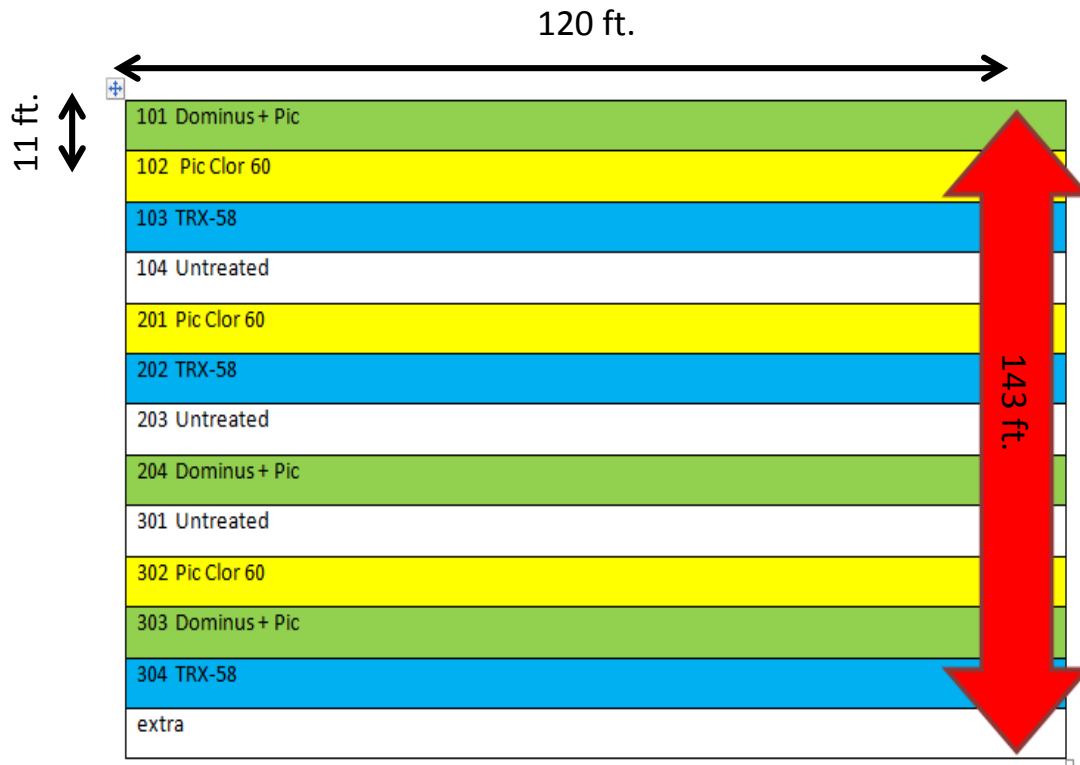 120 ft.
11 ft.
101 Dominus + Pic
102 Pic Clor 60
103 TRX-58
104 Untreated
201 Pic Clor 60
202 TRX-58
203 Untreated
204 Dominus + Pic
301 Untreated
302 Pic Clor 60
303 Dominus + Pic
304 TRX-58
extra
143 ft.